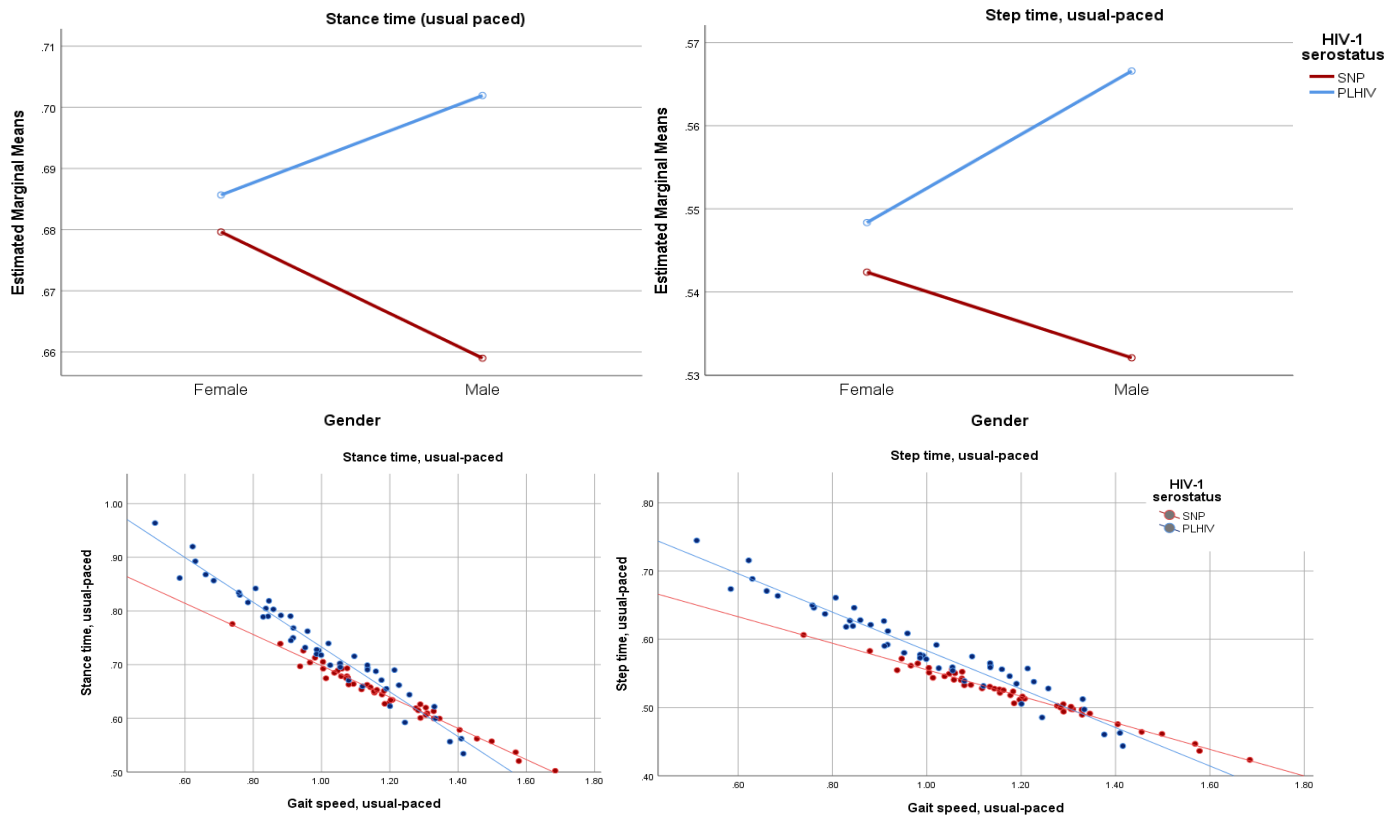 Stance time (usual paced)
Estimated Marginal Means
.71
.70
.69
.68
.67
.66
Female
Male
Gender
Step time, usual-paced
Estimated Marginal Means
.57
.56
.55
.54
.53
Female
Male
Gender
HIV-1
serostatus
SNP
PLHIV
Stance time, usual-paced
Stance time, usual-paced
1.00
.90
.80
.70
.60
.50
.60
.80
1.00
1.20
1.40
1.60
1.80
Gait speed, usual-paced
Step time, usual-paced
Step time, usual-paced
.80
.70
.60
.50
.40
.60
.80
1.00
1.20
1.40
1.60
1.80
Gait speed, usual-paced
HIV-1
serostatus
SNP
PLHIV